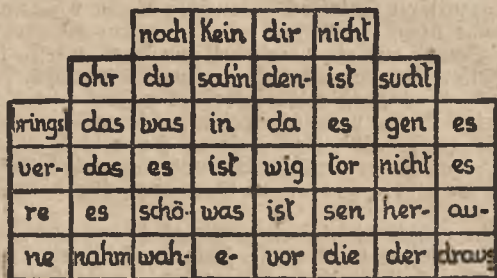 noch Kein dir nicht
ohr du sah'n den- ist sucht
brings das was in da es gen es
ver- das es ist wig tor nicht es
re es schö- was ist sen her- au-
ne nahm wah- e- vor die der draus